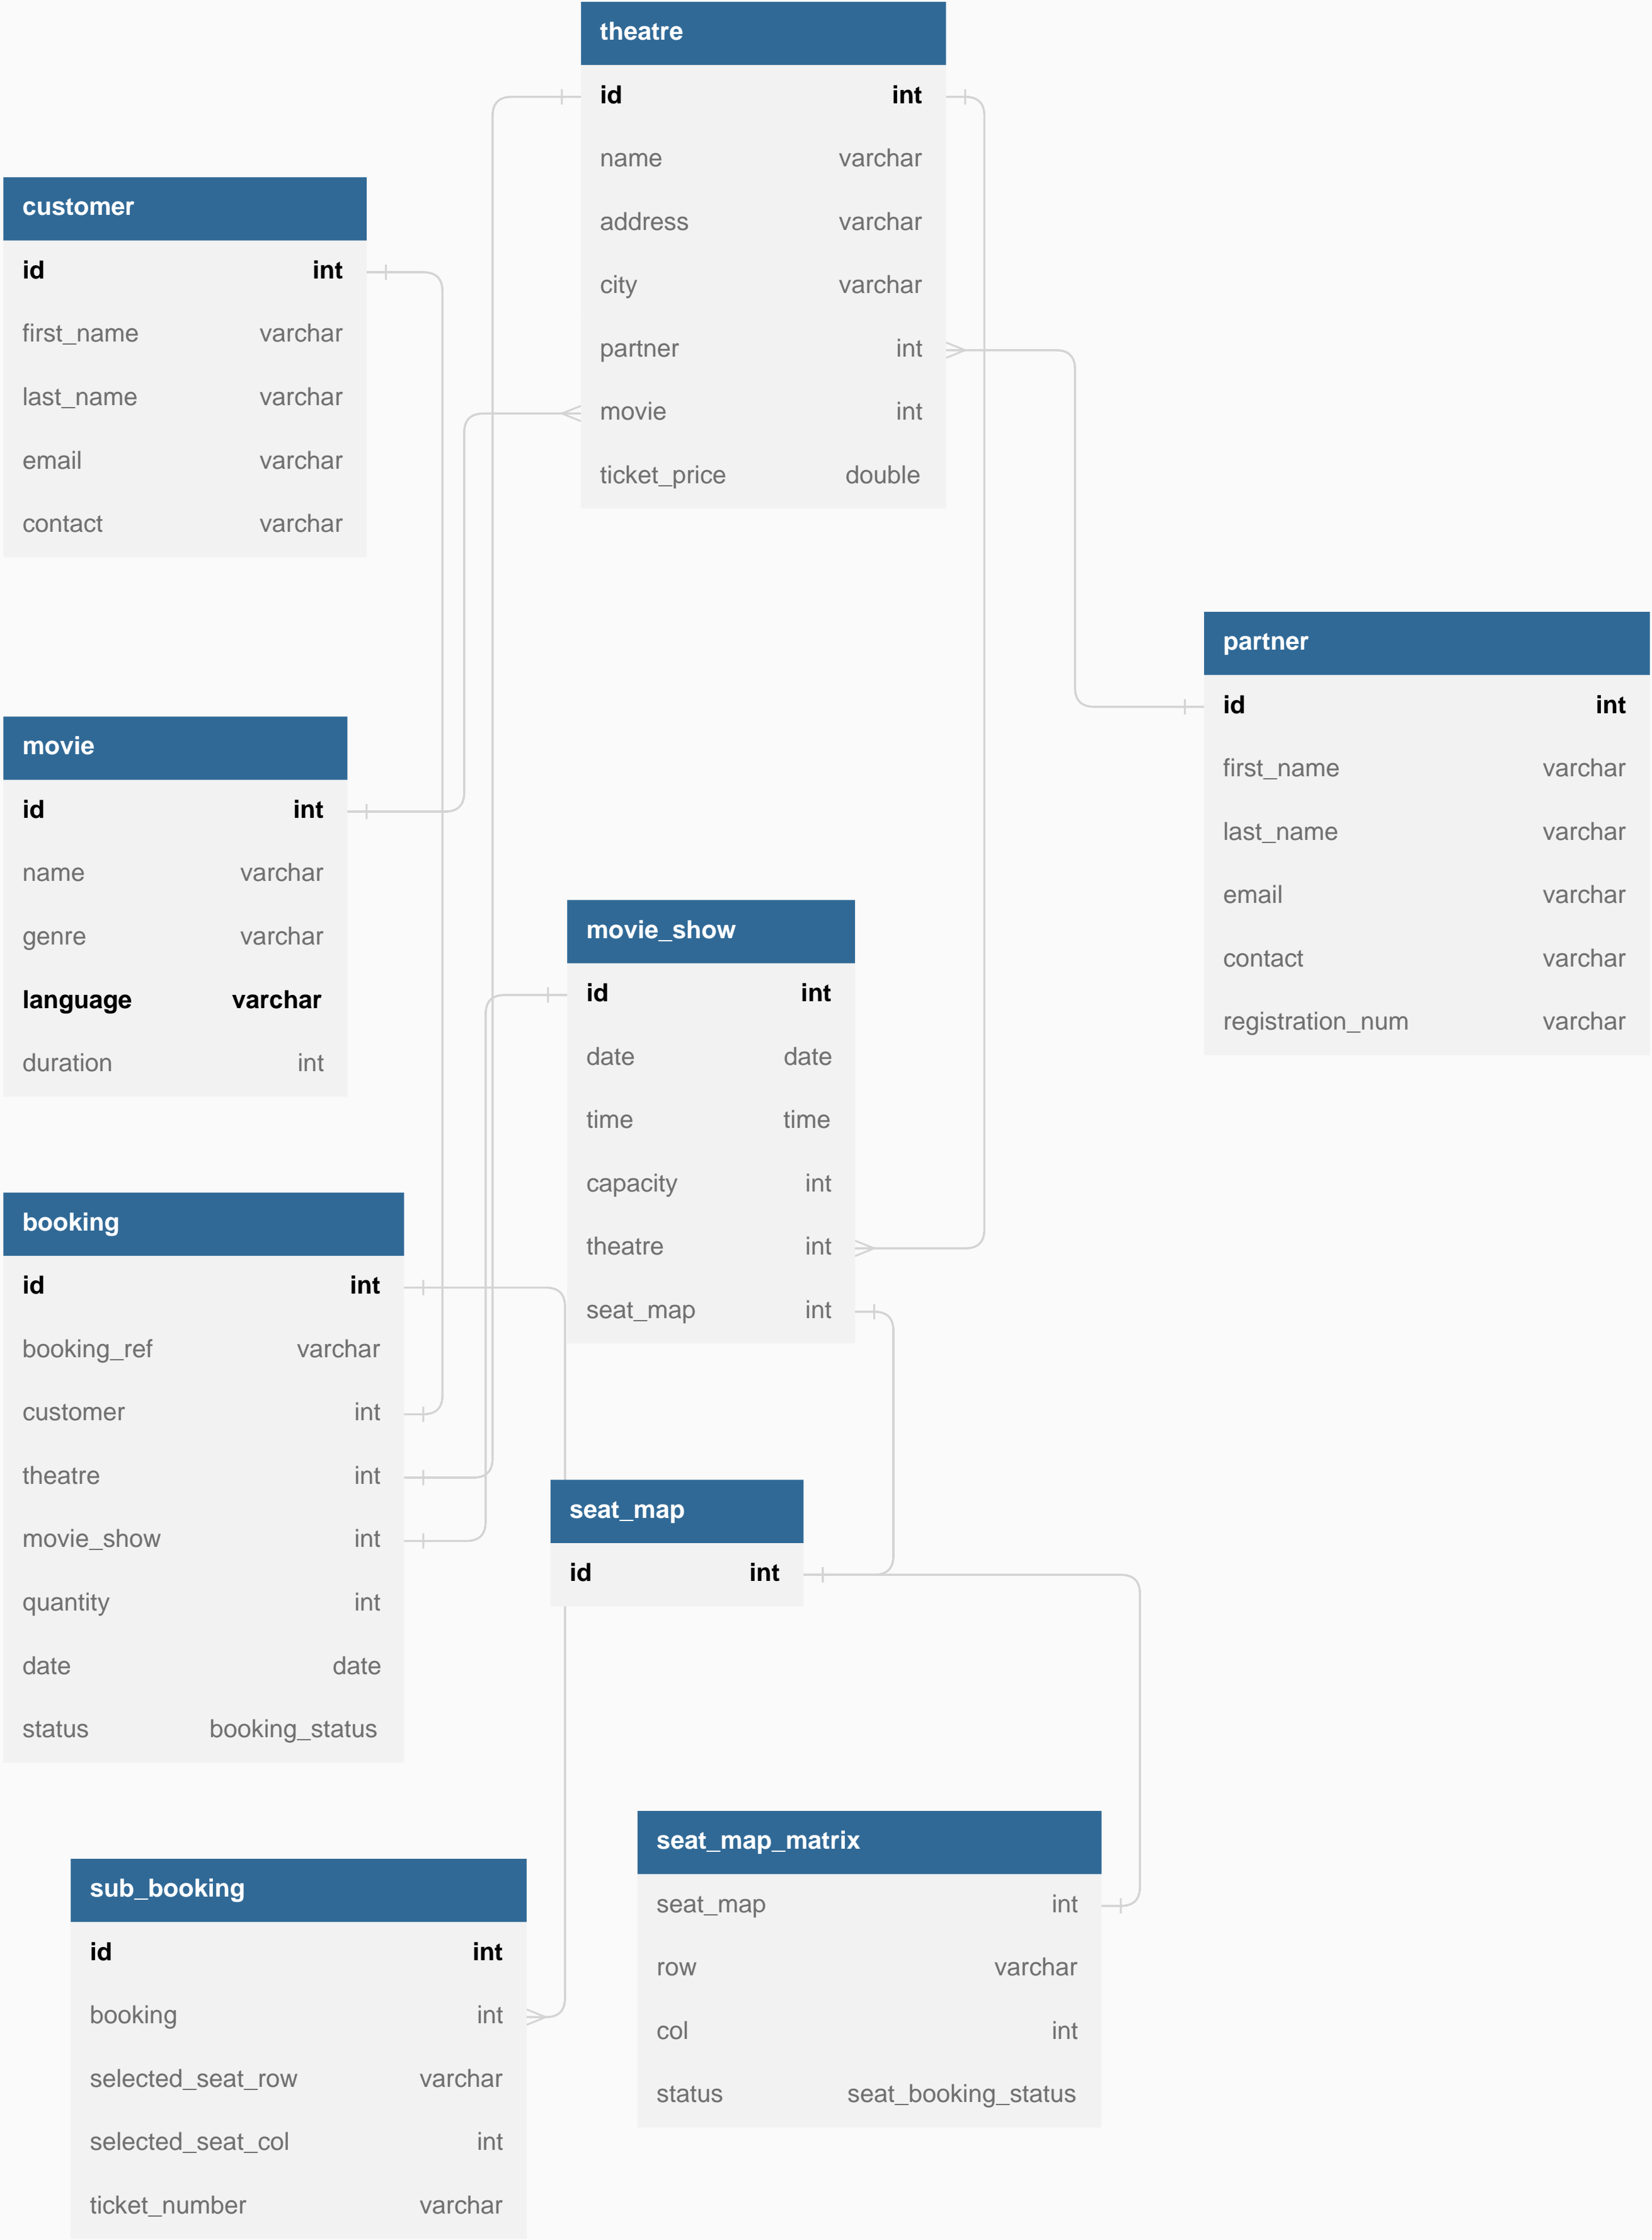 theatre
id int
name varchar
address varchar
city varchar
partner int
movie int
ticket_price double
customer
id int
first_name varchar
last_name varchar
email varchar
contact varchar
partner
id int
first_name varchar
last_name varchar
email varchar
contact varchar
registration_num varchar
movie
id int
name varchar
genre varchar
language varchar
duration int
movie_show
id int
date date
time time
capacity int
theatre int
seat_map int
booking
id int
booking_ref varchar
customer int
theatre int
movie_show int
quantity int
date date
status booking_status
seat_map
id int
seat_map_matrix
seat_map int
row varchar
col int
status seat_booking_status
sub_booking
id int
booking int
selected_seat_row varchar
selected_seat_col int
ticket_number varchar